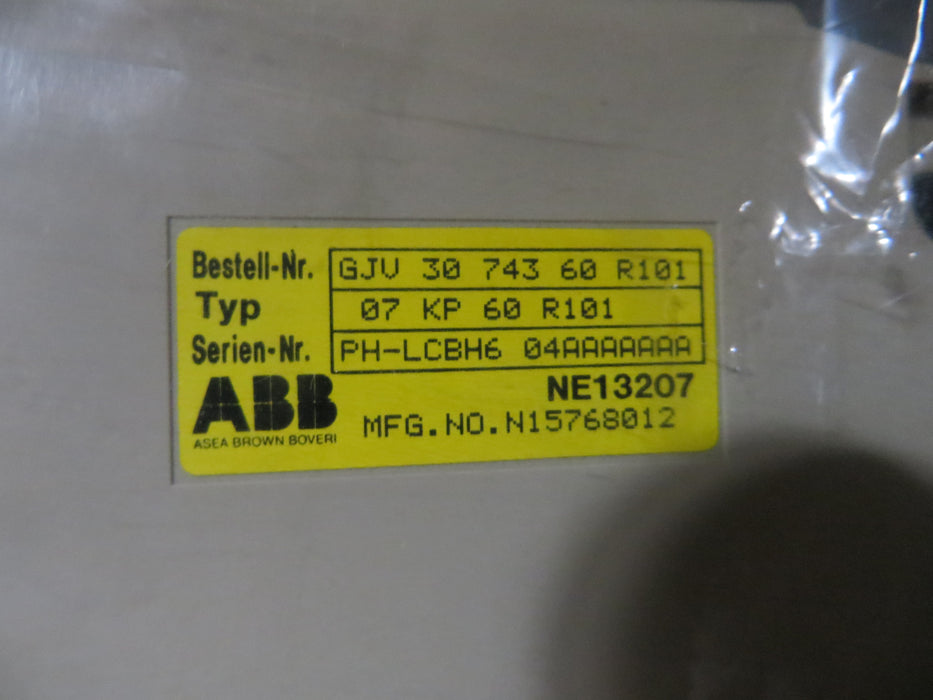 Bestell-Nr. GJV 30 743 60 R101
Typ 07 KP 60 R101
Serien-Nr. PH-LCBH6 04AAAAAAA
ABB NE13207
ASEA BROWN BOVERI MFG.NO.N15768012